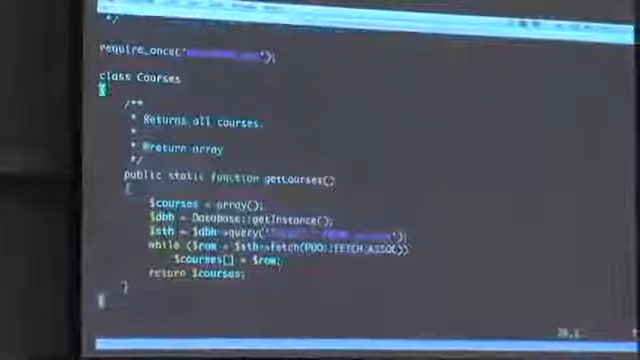 */
require_once('');
class Courses
{
/**
* Returns all courses.
*
* @return array
*/
public static function getCourses()
{
$courses = array();
$dbh = Database::getInstance();
$sth = $dbh->query('');
while ($row = $sth->fetch(PDO::FETCH_ASSOC))
$courses[] = $row;
return $courses;
}
}